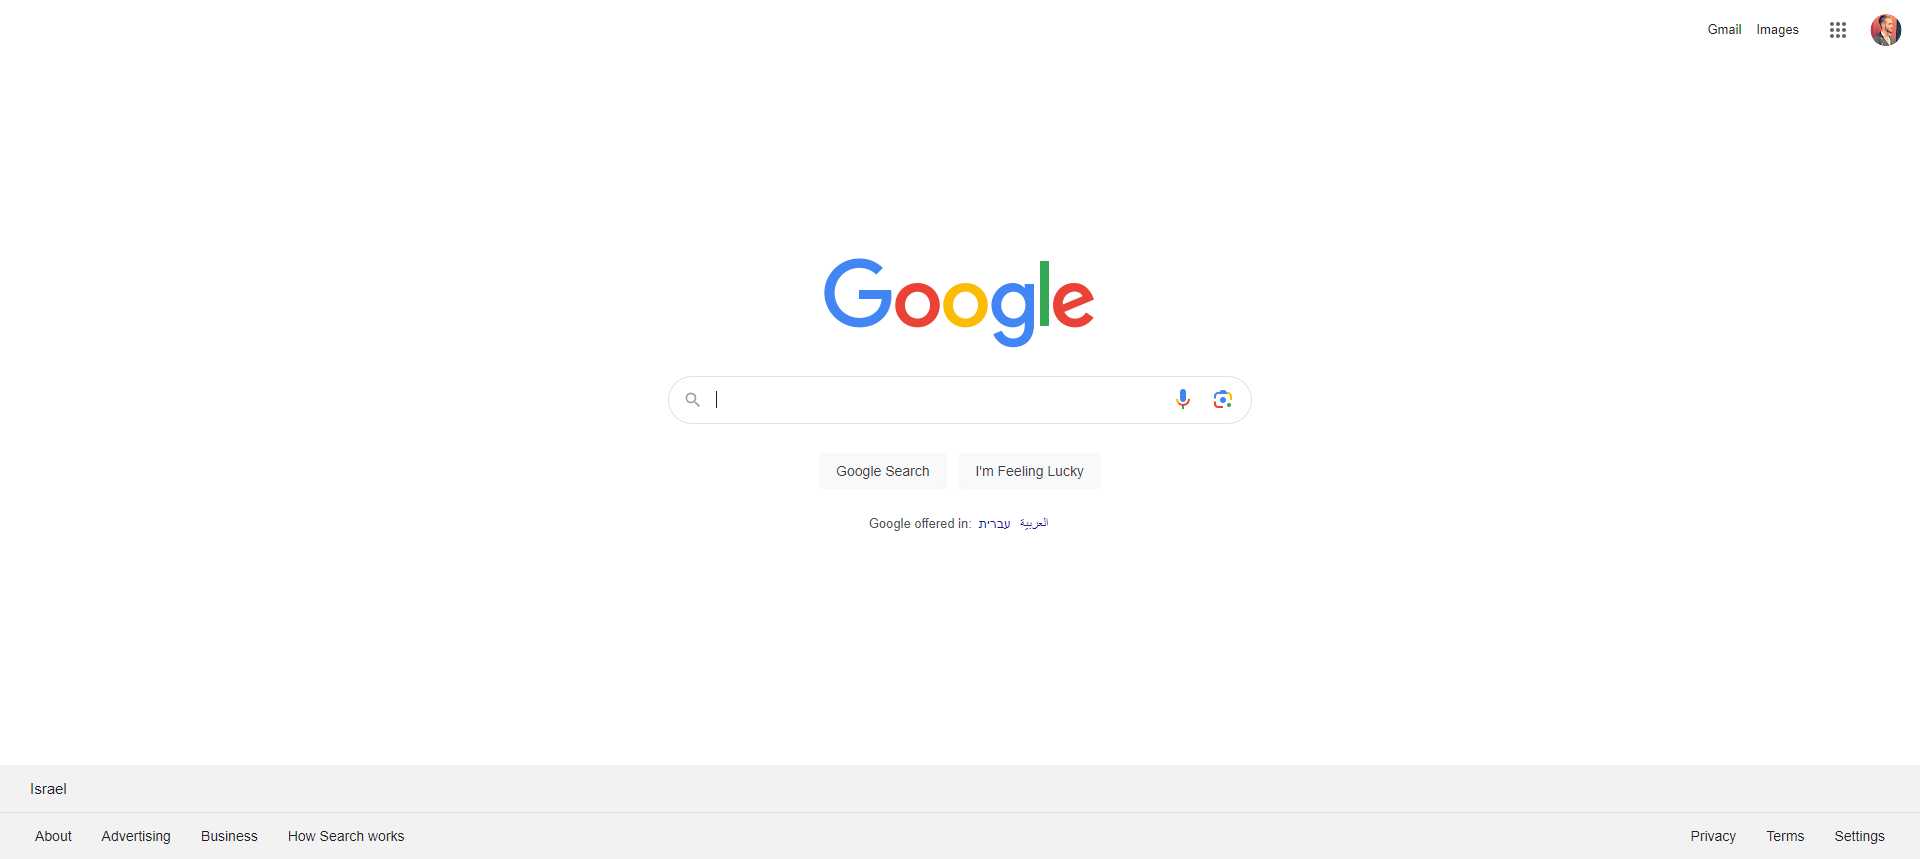 Gmail Images
Google
Google Search I'm Feeling Lucky
Google offered in: עברית العربية
Israel
About Advertising Business How Search works Privacy Terms Settings